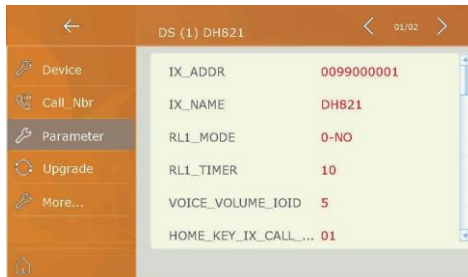 DS (1) DH821
01/02
Device
Call_Nbr
Parameter
Upgrade
More...
IX_ADDR 0099000001
IX_NAME DH821
RL1_MODE 0-NO
RL1_TIMER 10
VOICE_VOLUME_IOID 5
HOME_KEY_IX_CALL_... 01